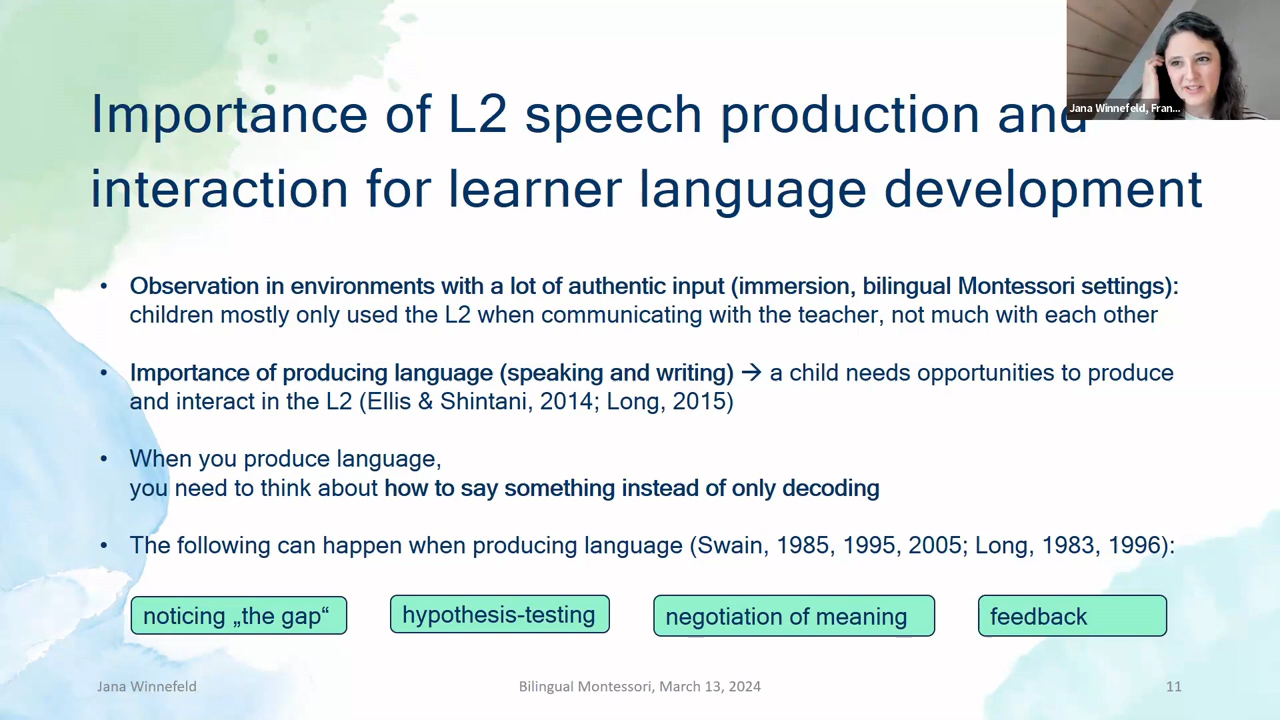 Importance of L2 speech production and
Jana Winnefeld, Fran...
interaction for learner language development
• Observation in environments with a lot of authentic input (immersion, bilingual Montessori settings):
children mostly only used the L2 when communicating with the teacher, not much with each other
• Importance of producing language (speaking and writing) → a child needs opportunities to produce
and interact in the L2 (Ellis & Shintani, 2014; Long, 2015)
• When you produce language,
you need to think about how to say something instead of only decoding
• The following can happen when producing language (Swain, 1985, 1995, 2005; Long, 1983, 1996):
noticing „the gap“
hypothesis-testing
negotiation of meaning
feedback
Jana Winnefeld
Bilingual Montessori, March 13, 2024
11